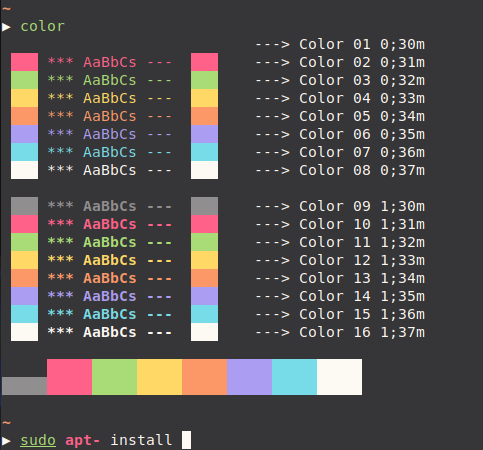 ~
▶ color
---> Color 01 0;30m
*** AaBbCs --- ---> Color 02 0;31m
*** AaBbCs --- ---> Color 03 0;32m
*** AaBbCs --- ---> Color 04 0;33m
*** AaBbCs --- ---> Color 05 0;34m
*** AaBbCs --- ---> Color 06 0;35m
*** AaBbCs --- ---> Color 07 0;36m
*** AaBbCs --- ---> Color 08 0;37m
*** AaBbCs --- ---> Color 09 1;30m
*** AaBbCs --- ---> Color 10 1;31m
*** AaBbCs --- ---> Color 11 1;32m
*** AaBbCs --- ---> Color 12 1;33m
*** AaBbCs --- ---> Color 13 1;34m
*** AaBbCs --- ---> Color 14 1;35m
*** AaBbCs --- ---> Color 15 1;36m
*** AaBbCs --- ---> Color 16 1;37m
~
▶ sudo apt- install